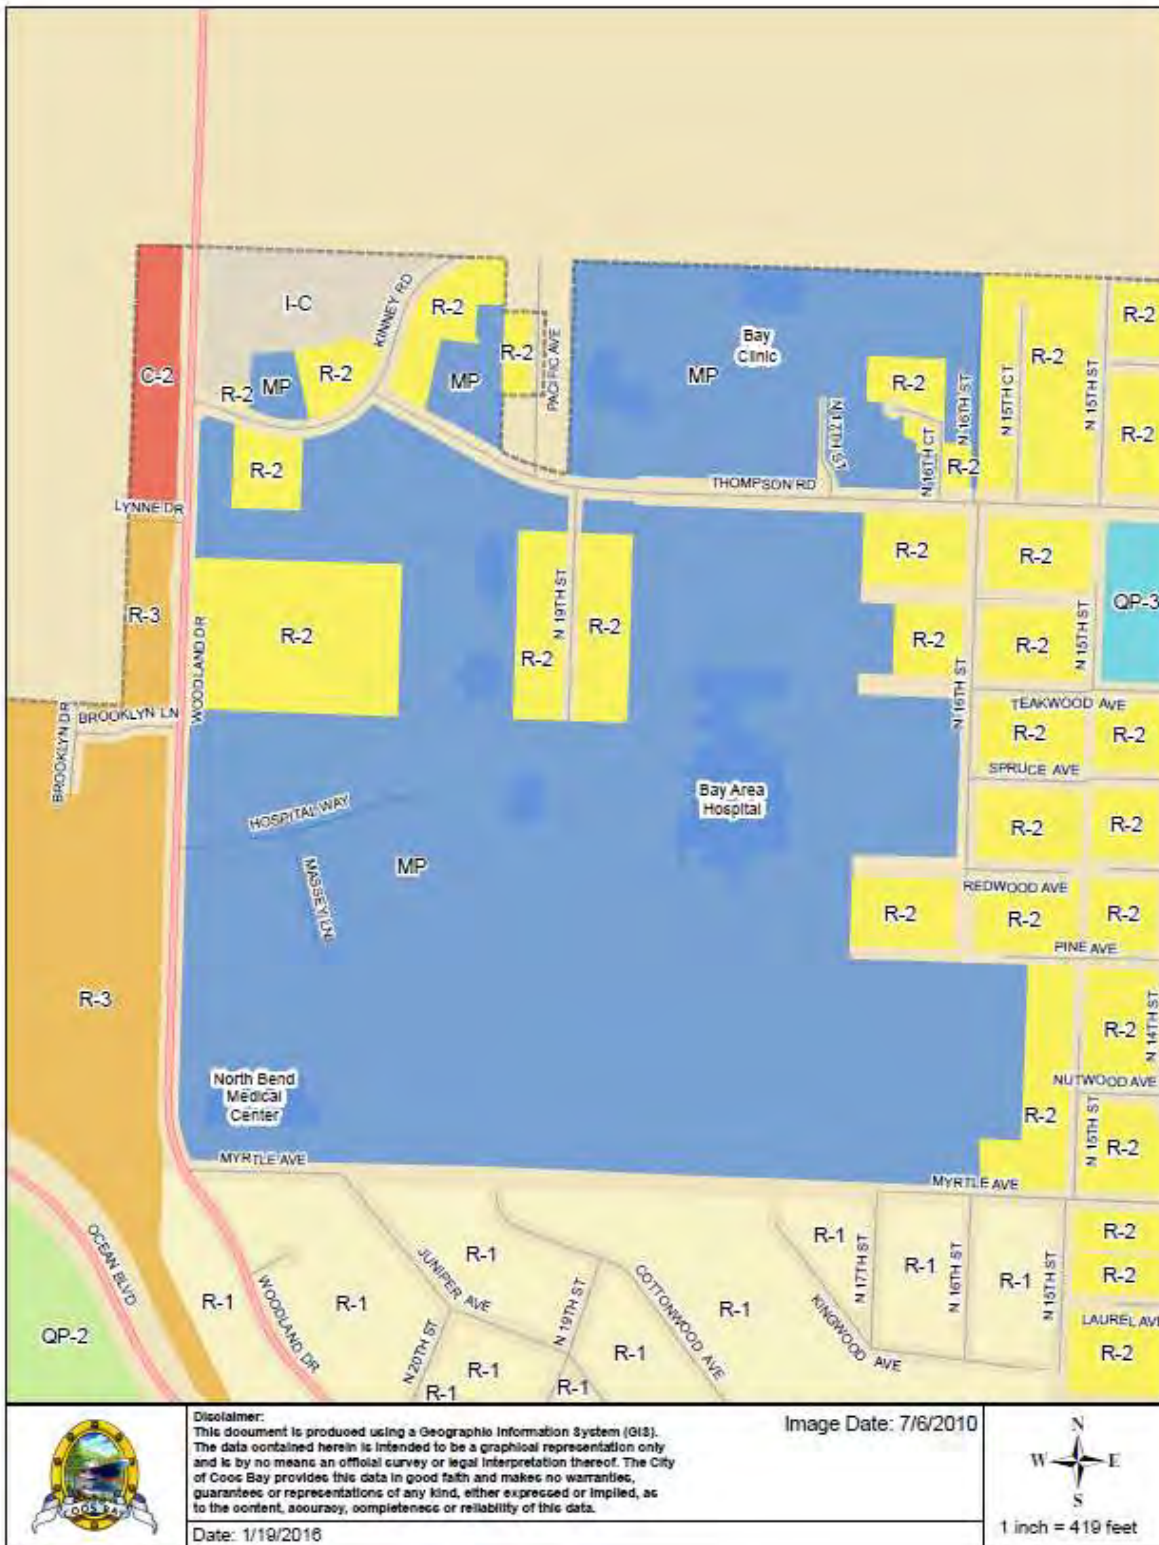 I-C
KINNEY RD
R-2
R-2
Bay
Clinic
R-2
C-2
R-2
MP
R-2
MP
R-2
PACIFIC AVE
MP
R-2
N 16TH ST
N 15TH CT
R-2
N 15TH ST
R-2
N 17TH ST
N 16TH CT
R-2
R-2
THOMPSON RD
LYNNE DR
R-2
R-2
QP-3
R-3
WOODLAND DR
R-2
N 19TH ST
R-2
R-2
R-2
N 16TH ST
R-2
N 15TH ST
TEAKWOOD AVE
BROOKLYN DR
BROOKLYN LN
R-2
R-2
SPRUCE AVE
Bay Area
Hospital
HOSPITAL WAY
MASSEY LN
MP
R-2
R-2
REDWOOD AVE
R-2
R-2
R-2
PINE AVE
R-3
R-2
N 14TH ST
North Bend
Medical
Center
NUTWOOD AVE
R-2
N 15TH ST
R-2
MYRTLE AVE
MYRTLE AVE
OCEAN BLVD
R-1
WOODLAND DR
R-1
JUNIPER AVE
R-1
N 20TH ST
N 19TH ST
COTTONWOOD AVE
R-1
R-1
R-1
R-1
R-1
R-1
KINGWOOD AVE
N 17TH ST
R-1
N 16TH ST
R-1
N 15TH ST
R-2
R-2
LAUREL AVE
R-2
QP-2
COOS BAY
Disclaimer:
This document is produced using a Geographic Information System (GIS).
The data contained herein is intended to be a graphical representation only
and is by no means an official survey or legal interpretation thereof. The City
of Coos Bay provides this data in good faith and makes no warranties,
guarantees or representations of any kind, either expressed or implied, as
to the content, accuracy, completeness or reliability of this data.
Date: 1/19/2016
Image Date: 7/6/2010
N
W E
S
1 inch = 419 feet